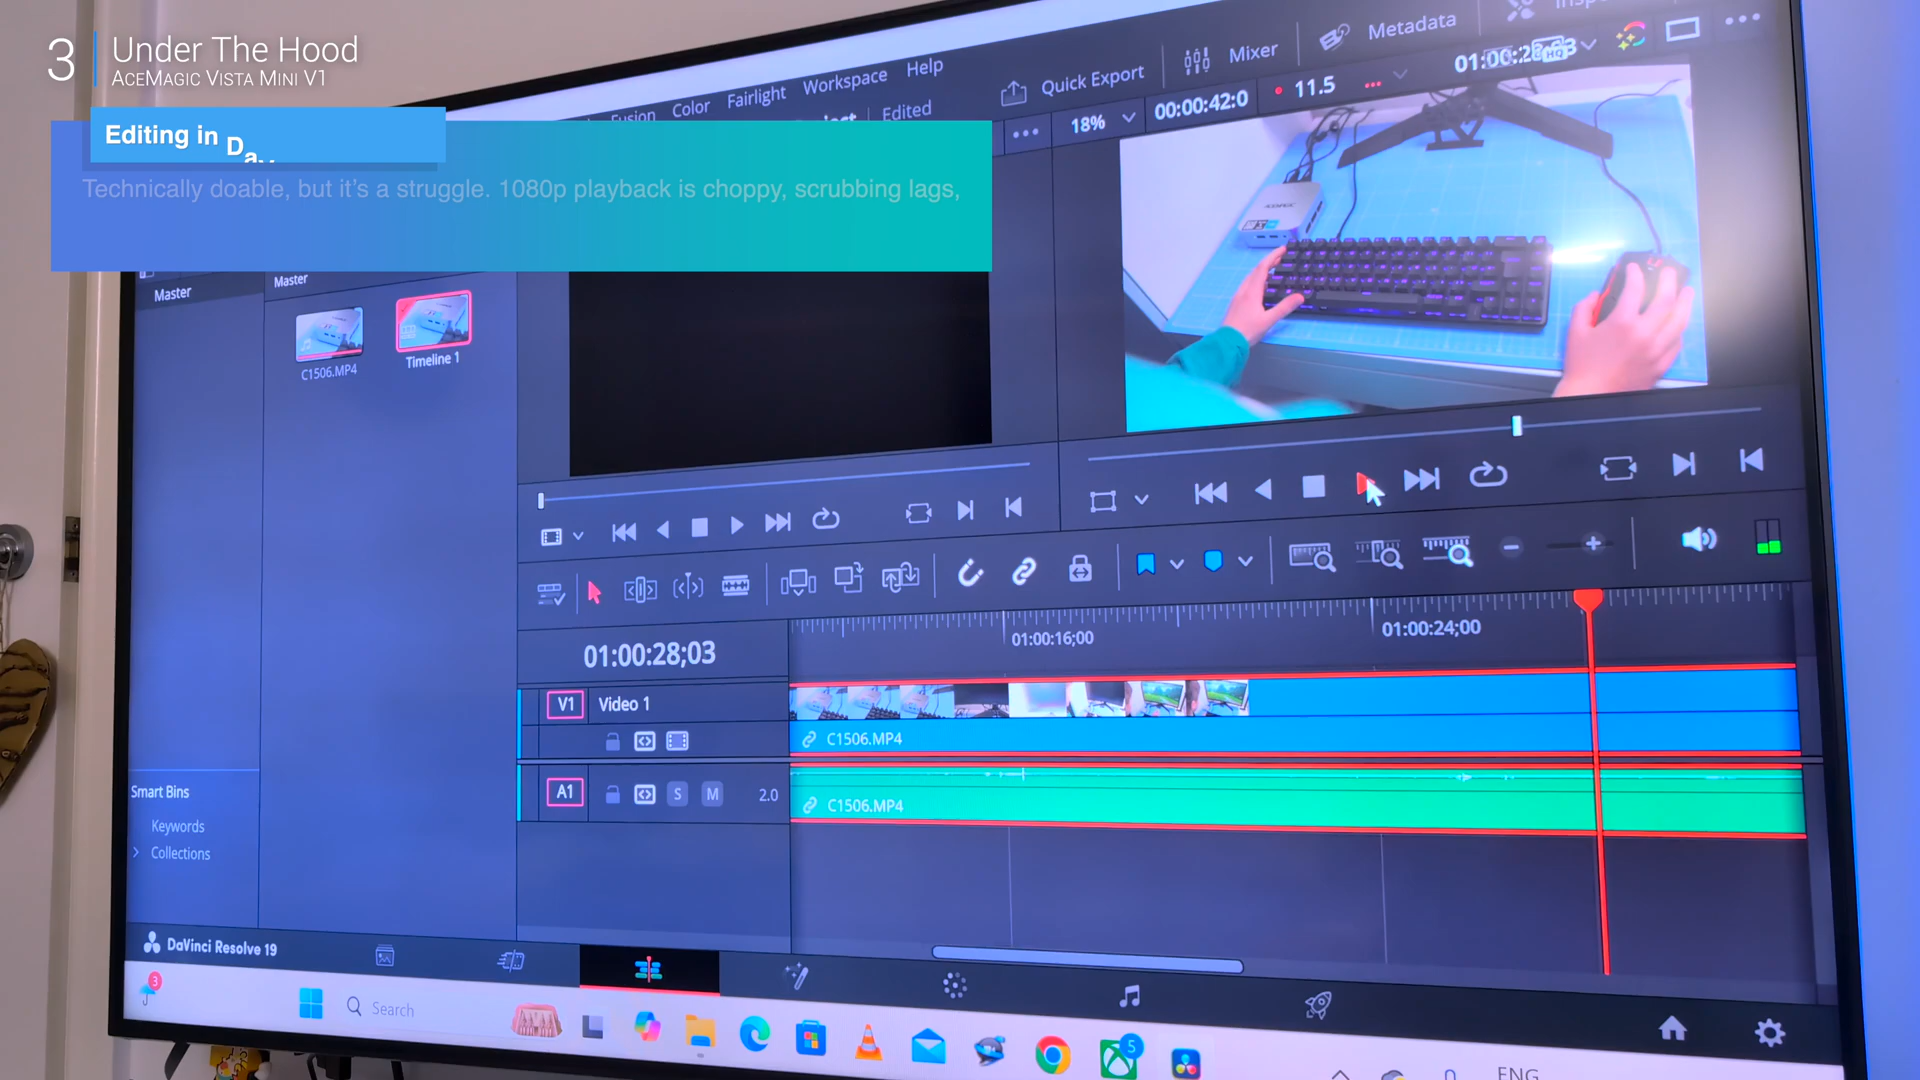 3
Under The Hood
AceMagic Vista Mini V1
Editing in
Technically doable, but it's a struggle. 1080p playback is choppy, scrubbing lags,
Fusion Color Fairlight Workspace Help
Edited
Quick Export
Mixer
Metadata
18%
00:00:42:0
11.5
Master
Master
C1506.MP4
Timeline 1
01:00:28;03
01:00:16;00
01:00:24;00
V1
Video 1
C1506.MP4
A1
S
M
2.0
C1506.MP4
Smart Bins
Keywords
Collections
DaVinci Resolve 19
3
Search
5
ENG